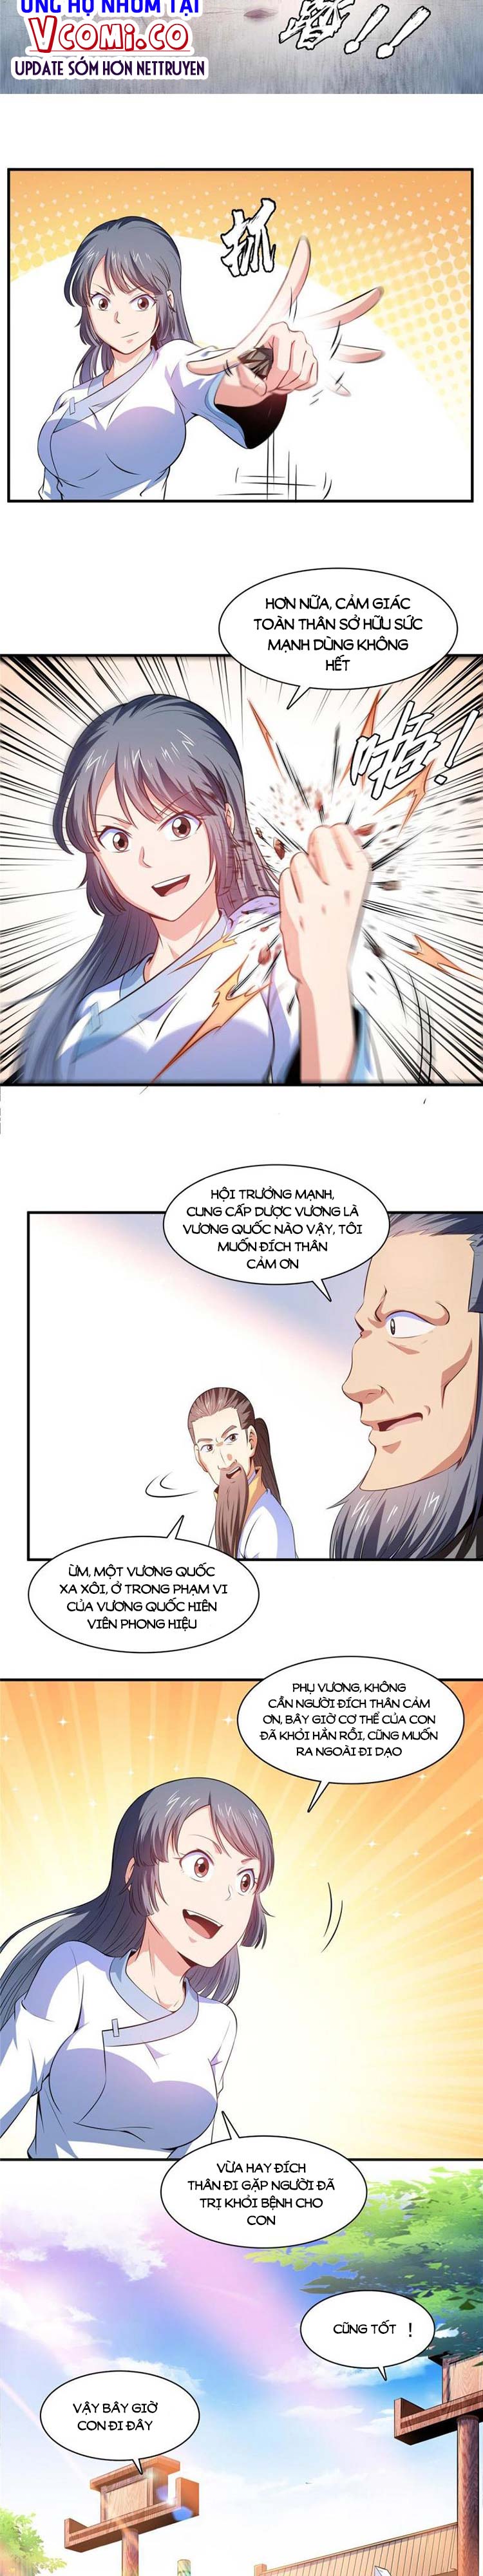 ỦNG HỘ NHÓM TẠI
Vcomi.co
UPDATE SỚM HƠN NETTRUYEN
踏!!
抓
HƠN NỮA, CẢM GIÁC
TOÀN THÂN SỞ HỮU SỨC
MẠNH DÙNG KHÔNG
HẾT
啪!
HỘI TRƯỞNG MẠNH,
CUNG CẤP DƯỢC VƯƠNG LÀ
VƯƠNG QUỐC NÀO VẬY, TÔI
MUỐN ĐÍCH THÂN
CẢM ƠN
ỪM, MỘT VƯƠNG QUỐC
XA XÔI, Ở TRONG PHẠM VI
CỦA VƯƠNG QUỐC HIÊN
VIÊN PHONG HIỆU
PHỤ VƯƠNG, KHÔNG
CẦN NGƯỜI ĐÍCH THÂN CẢM
ƠN, BÂY GIỜ CƠ THỂ CỦA CON
ĐÃ KHỎI HẲN RỒI, CŨNG MUỐN
RA NGOÀI ĐI DẠO
VỪA HAY ĐÍCH
THÂN ĐI GẶP NGƯỜI ĐÃ
TRỊ KHỎI BỆNH CHO
CON
CŨNG TỐT !
VẬY BÂY GIỜ
CON ĐI ĐÂY